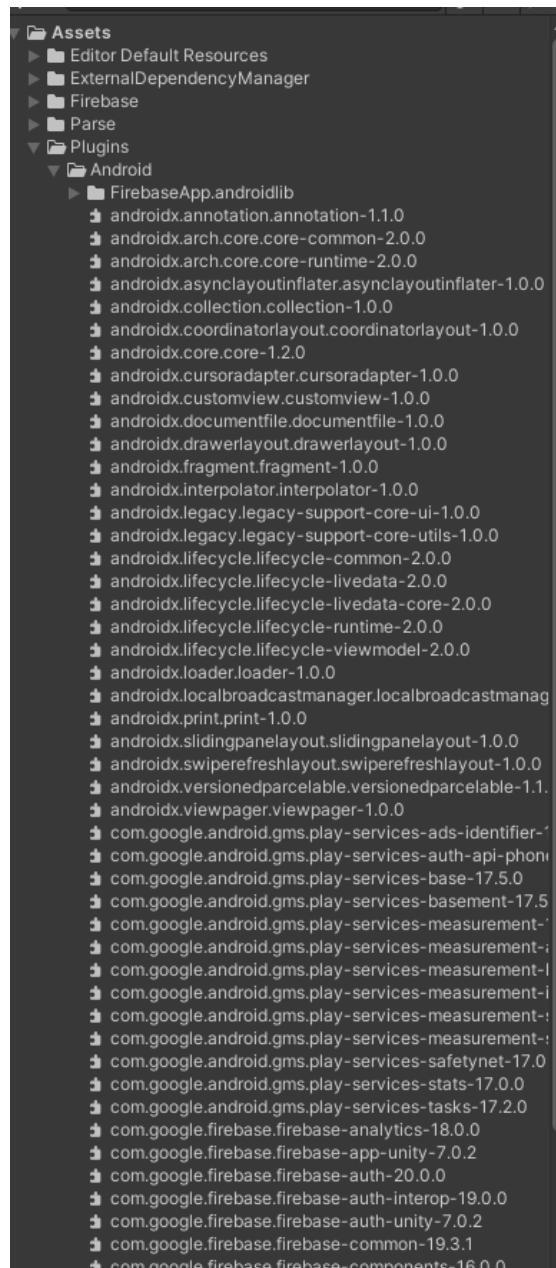 Assets
Editor Default Resources
ExternalDependencyManager
Firebase
Parse
Plugins
Android
FirebaseApp.androidlib
androidx.annotation.annotation-1.1.0
androidx.arch.core.core-common-2.0.0
androidx.arch.core.core-runtime-2.0.0
androidx.asynclayoutinflater.asynclayoutinflater-1.0.0
androidx.collection.collection-1.0.0
androidx.coordinatorlayout.coordinatorlayout-1.0.0
androidx.core.core-1.2.0
androidx.cursoradapter.cursoradapter-1.0.0
androidx.customview.customview-1.0.0
androidx.documentfile.documentfile-1.0.0
androidx.drawerlayout.drawerlayout-1.0.0
androidx.fragment.fragment-1.0.0
androidx.interpolator.interpolator-1.0.0
androidx.legacy.legacy-support-core-ui-1.0.0
androidx.legacy.legacy-support-core-utils-1.0.0
androidx.lifecycle.lifecycle-common-2.0.0
androidx.lifecycle.lifecycle-livedata-2.0.0
androidx.lifecycle.lifecycle-livedata-core-2.0.0
androidx.lifecycle.lifecycle-runtime-2.0.0
androidx.lifecycle.lifecycle-viewmodel-2.0.0
androidx.loader.loader-1.0.0
androidx.localbroadcastmanager.localbroadcastmanag
androidx.print.print-1.0.0
androidx.slidingpanelayout.slidingpanelayout-1.0.0
androidx.swiperefreshlayout.swiperefreshlayout-1.0.0
androidx.versionedparcelable.versionedparcelable-1.1.
androidx.viewpager.viewpager-1.0.0
com.google.android.gms.play-services-ads-identifier-
com.google.android.gms.play-services-auth-api-phon
com.google.android.gms.play-services-base-17.5.0
com.google.android.gms.play-services-basement-17.5
com.google.android.gms.play-services-measurement-
com.google.android.gms.play-services-measurement-
com.google.android.gms.play-services-measurement-
com.google.android.gms.play-services-measurement-i
com.google.android.gms.play-services-measurement-
com.google.android.gms.play-services-measurement-
com.google.android.gms.play-services-safetynet-17.0
com.google.android.gms.play-services-stats-17.0.0
com.google.android.gms.play-services-tasks-17.2.0
com.google.firebase.firebase-analytics-18.0.0
com.google.firebase.firebase-app-unity-7.0.2
com.google.firebase.firebase-auth-20.0.0
com.google.firebase.firebase-auth-interop-19.0.0
com.google.firebase.firebase-auth-unity-7.0.2
com.google.firebase.firebase-common-19.3.1
com.google.firebase.firebase-components-16.0.0